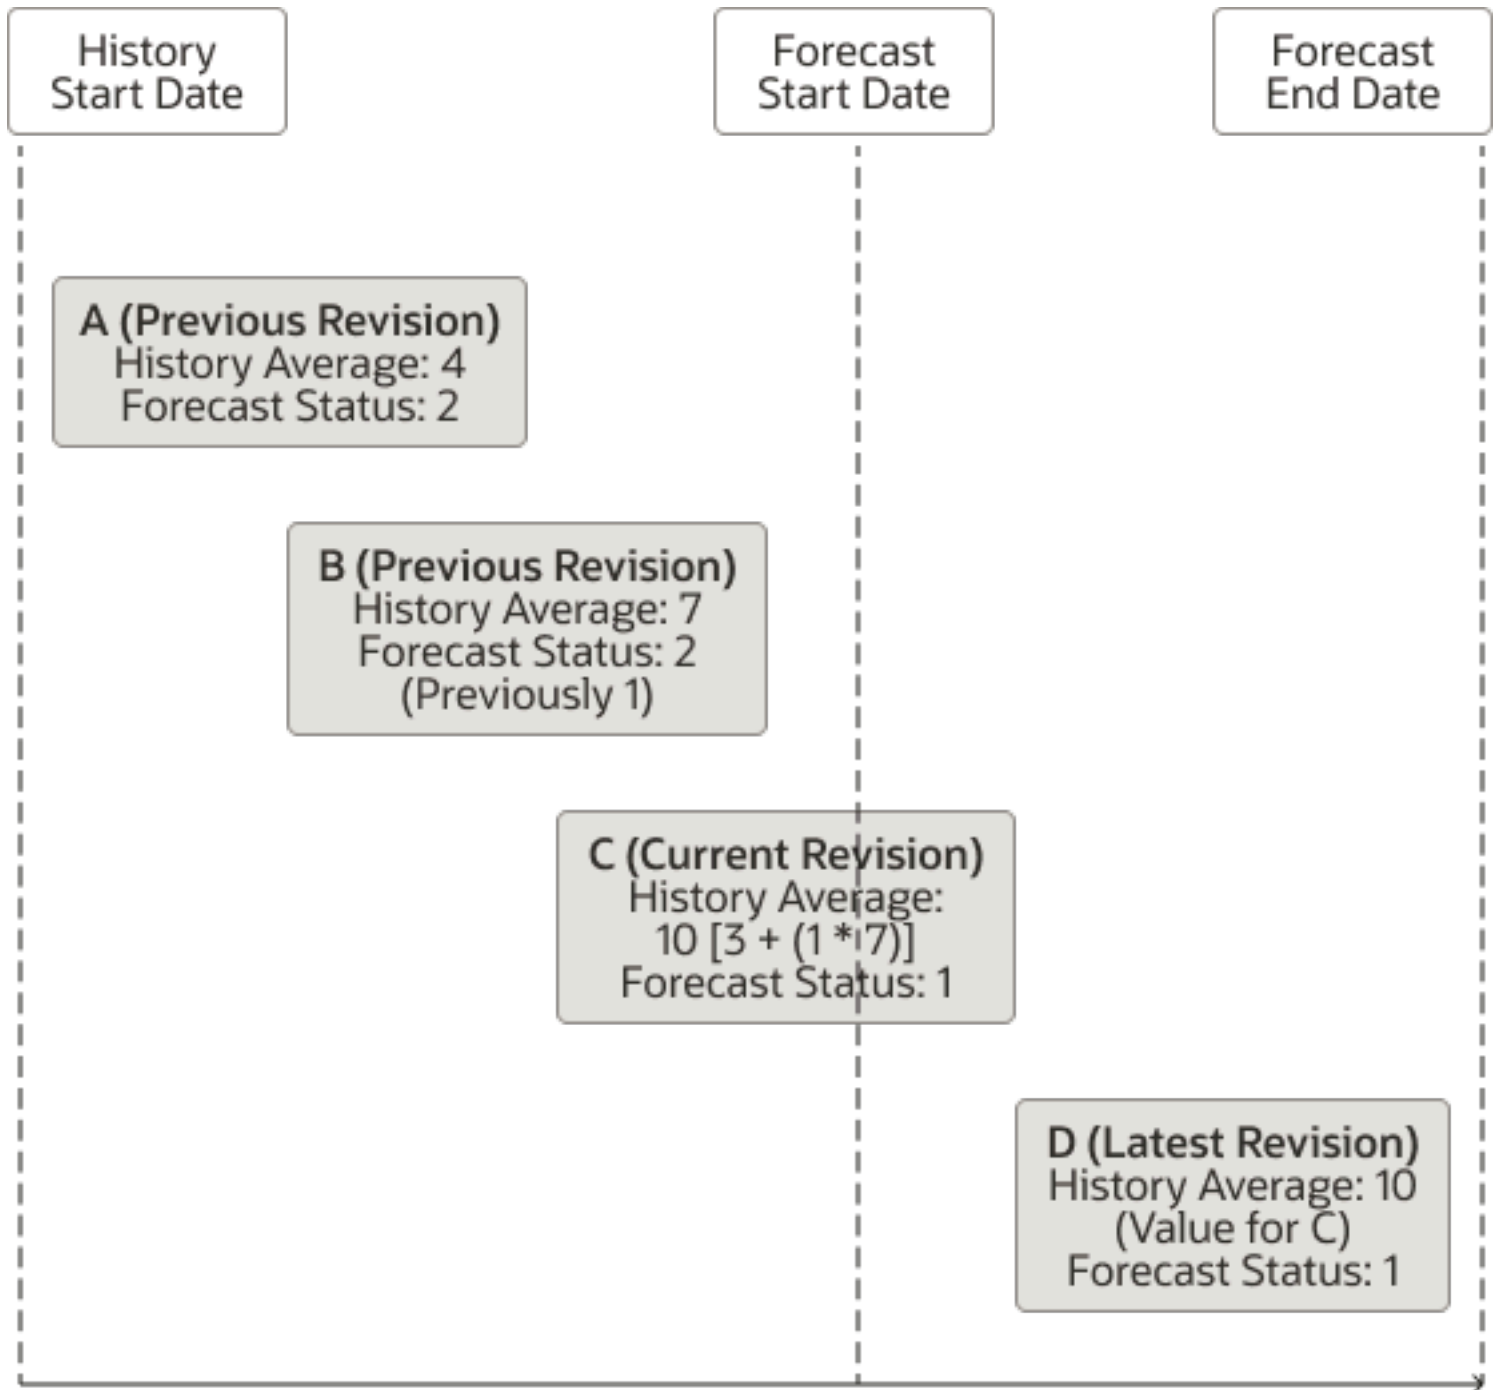 History
Start Date
Forecast
Start Date
Forecast
End Date
A (Previous Revision)
History Average: 4
Forecast Status: 2
B (Previous Revision)
History Average: 7
Forecast Status: 2
(Previously 1)
C (Current Revision)
History Average:
10 [3 + (1 * 7)]
Forecast Status: 1
D (Latest Revision)
History Average: 10
(Value for C)
Forecast Status: 1